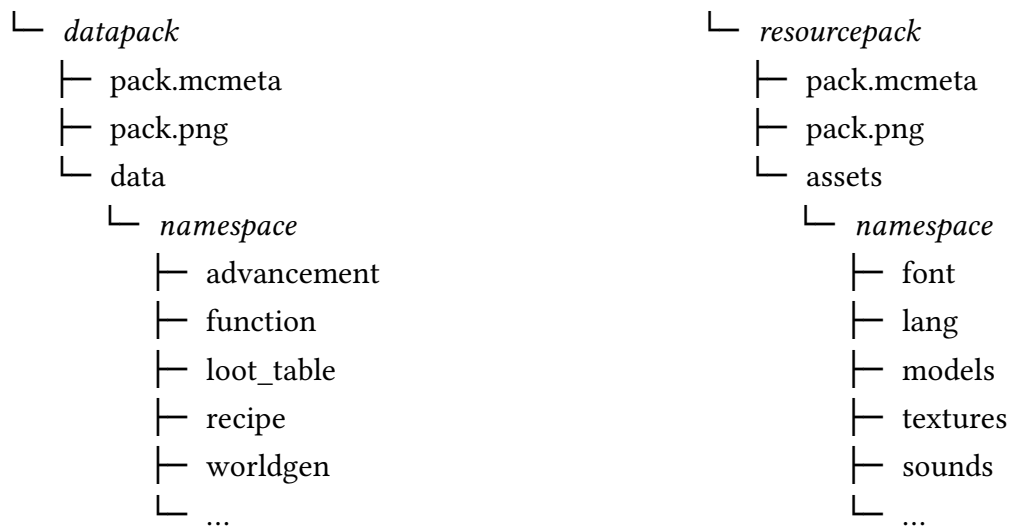 datapack
pack.mcmeta
pack.png
data
namespace
advancement
function
loot_table
recipe
worldgen
...
resourcepack
pack.mcmeta
pack.png
assets
namespace
font
lang
models
textures
sounds
...